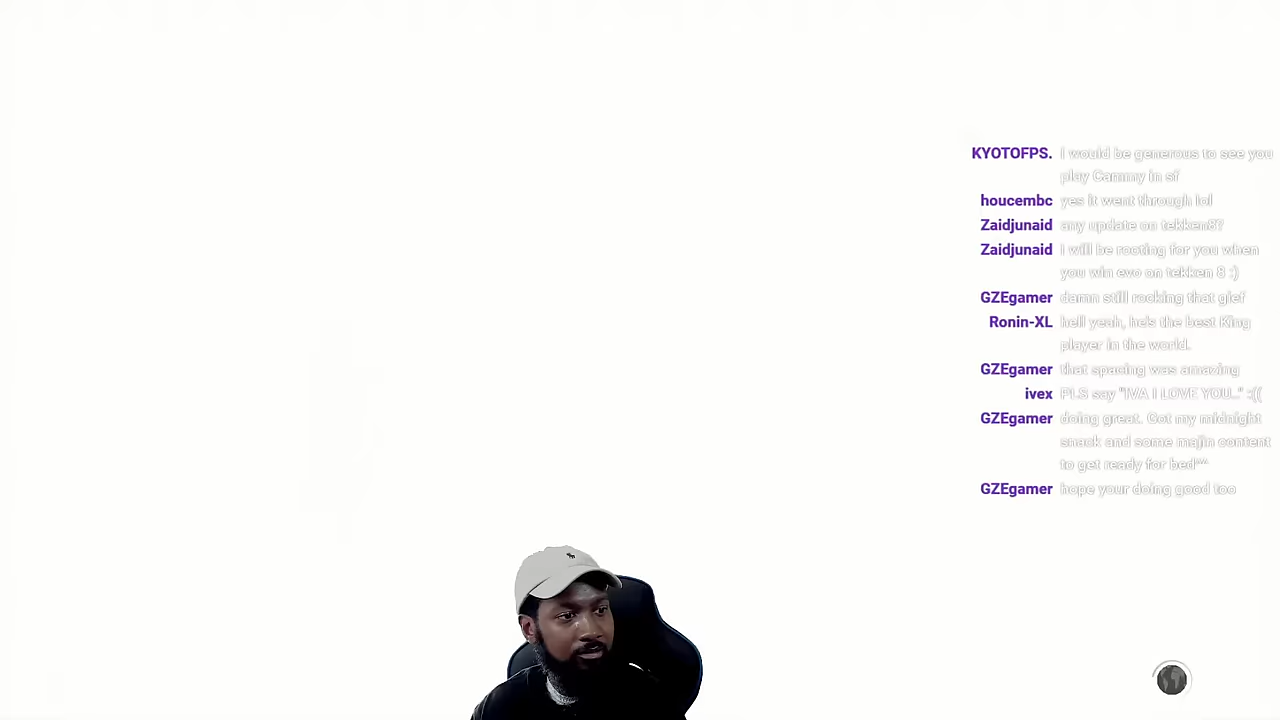 KYOTOFPS. I would be generous to see you
play Cammy in sf
houcembc yes it went through lol
Zaidjunaid any update on tekken8?
Zaidjunaid I will be rooting for you when
you win evo on tekken 8 :)
GZEgamer damn still rocking that gief
Ronin-XL hell yeah, he's the best King
player in the world.
GZEgamer that spacing was amazing
ivex PLS say "IVA I LOVE YOU.." :((
GZEgamer doing great. Got my midnight
snack and some majin content
to get ready for bed^^
GZEgamer hope your doing good too